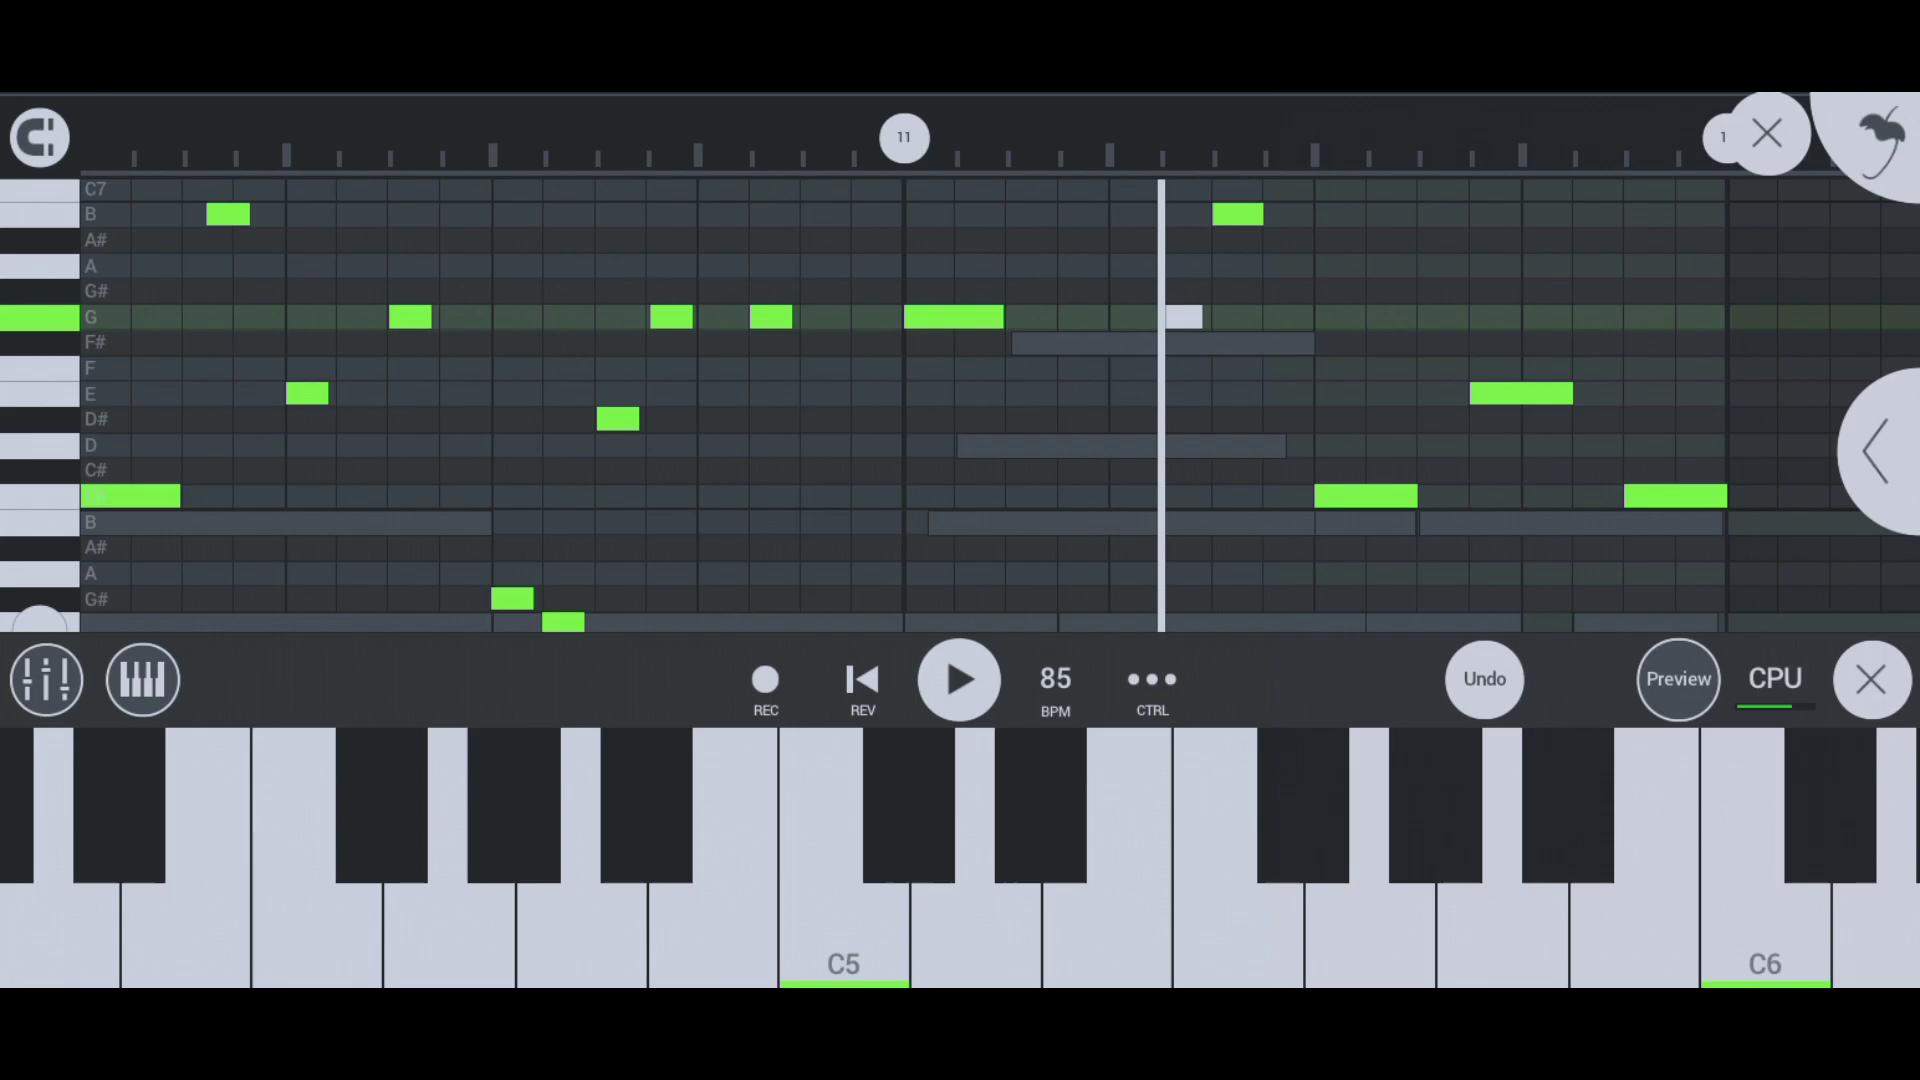 11
1
C7
B
A#
A
G#
G
F#
F
E
D#
D
C#
B
A#
A
G#
REC
REV
85
BPM
CTRL
Undo
Preview
CPU
C5
C6